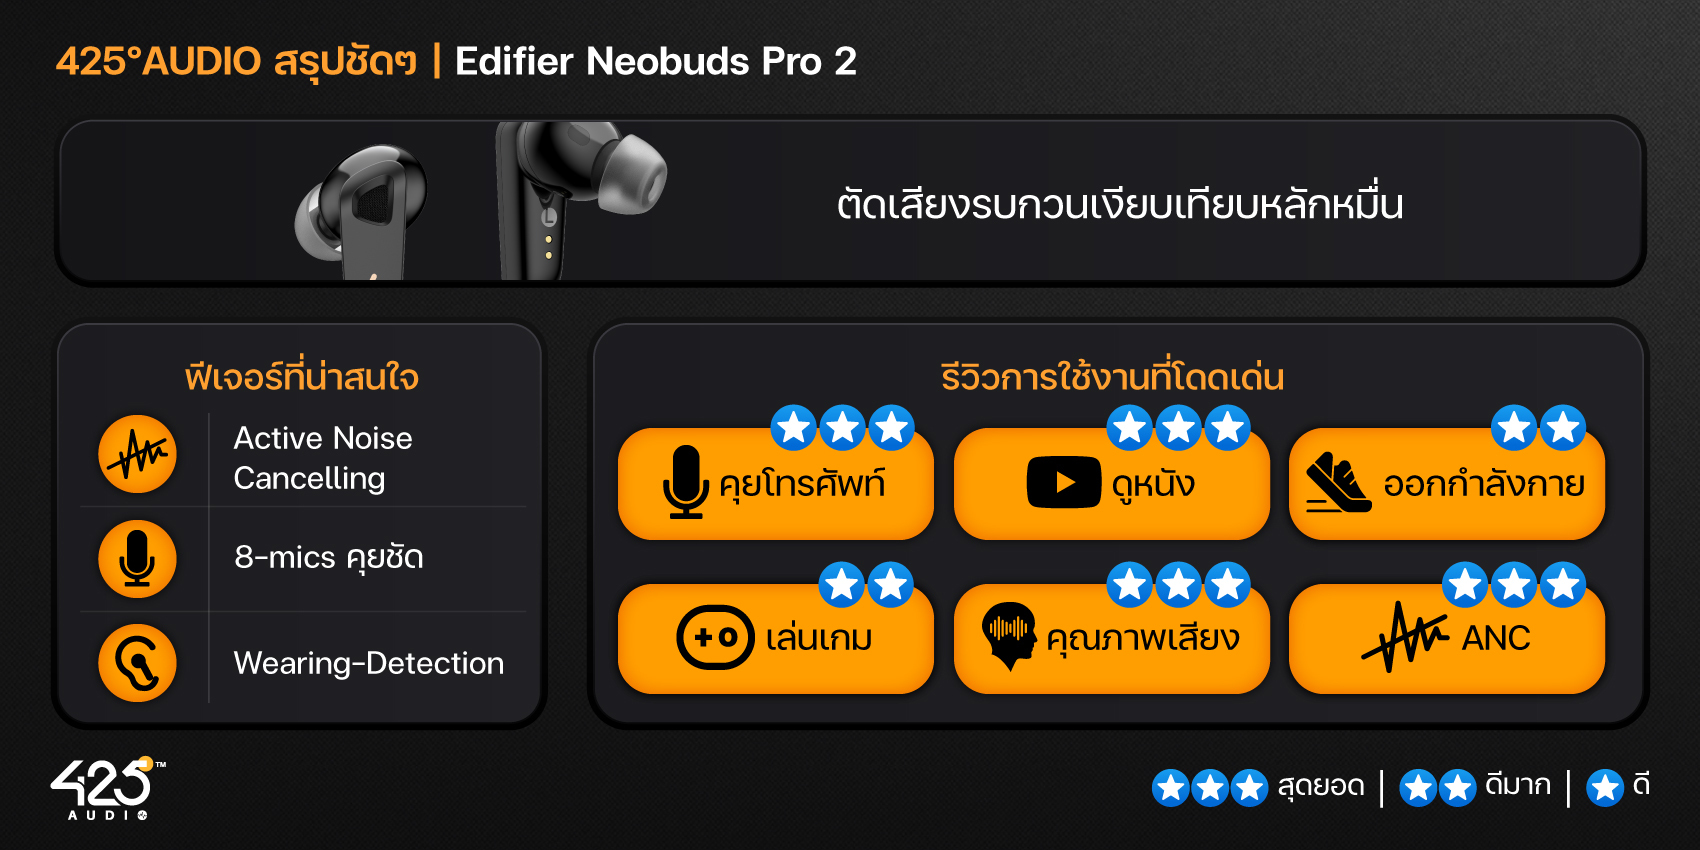 425°AUDIO สรุปชัดๆ | Edifier Neobuds Pro 2
ตัดเสียงรบกวนเงียบเทียบหลักหมื่น
L
ฟีเจอร์ที่น่าสนใจ
Active Noise
Cancelling
8-mics คุยชัด
Wearing-Detection
รีวิวการใช้งานที่โดดเด่น
คุยโทรศัพท์
ดูหนัง
ออกกำลังกาย
เล่นเกม
คุณภาพเสียง
ANC
425 ™
AUDIO
สุดยอด | ดีมาก | ดี